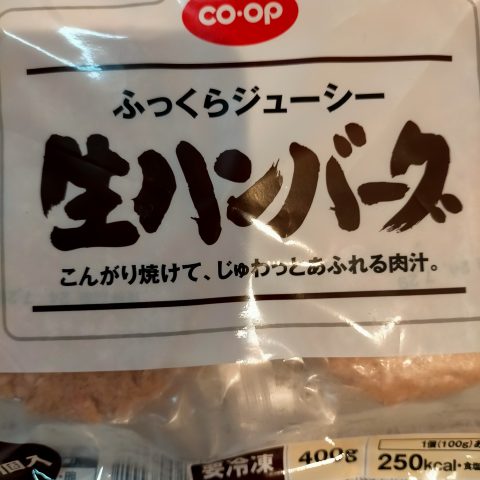 CO·OP
ふっくらジューシー
生ハンバーグ
こんがり焼けて、じゅわっとあふれる肉汁。
個入
要冷凍
400g
1個(100g)あ
250kcal・食塩